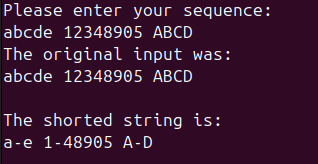 Please enter your sequence:
abcde 12348905 ABCD
The original input was:
abcde 12348905 ABCD
The shorted string is:
a-e 1-48905 A-D